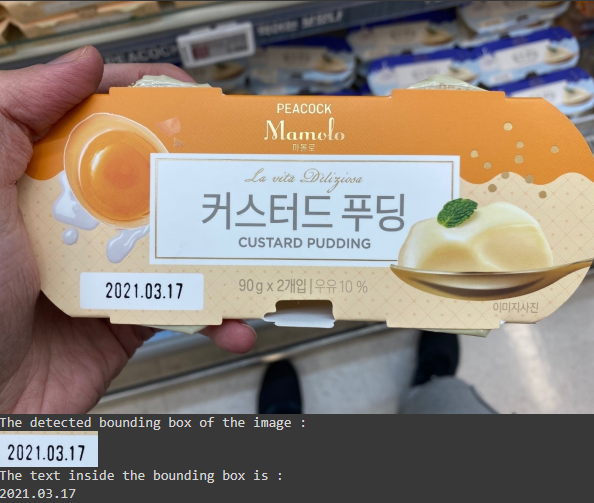 PEACOCK
PEACOCK
Mamolo
마몰로
La vita Deliziosa
커스터드 푸딩
CUSTARD PUDDING
2021.03.17
90g x 2개입 | 우유 10 %
이미지사진
The detected bounding box of the image :
2021.03.17
The text inside the bounding box is :
2021.03.17